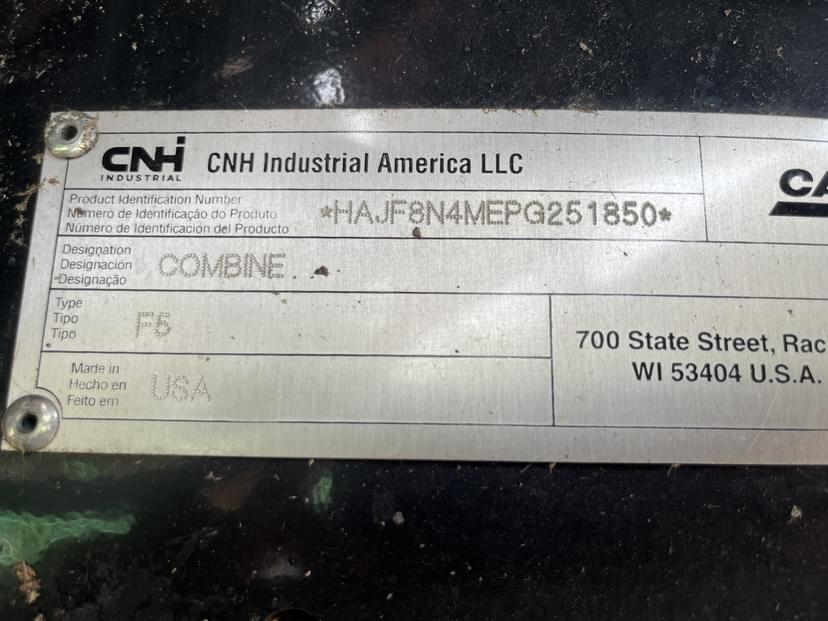 CNH
INDUSTRIAL
CNH Industrial America LLC
CA
Product Identification Number
Número de Identificação do Produto
Número de Identificación del Producto
*HAJF8N4MEPG251850*
Designation
Designación
Designação
COMBINE
Type
Tipo
Tipo
F5
Made in
Hecho en
Feito em
USA
700 State Street, Rac
WI 53404 U.S.A.